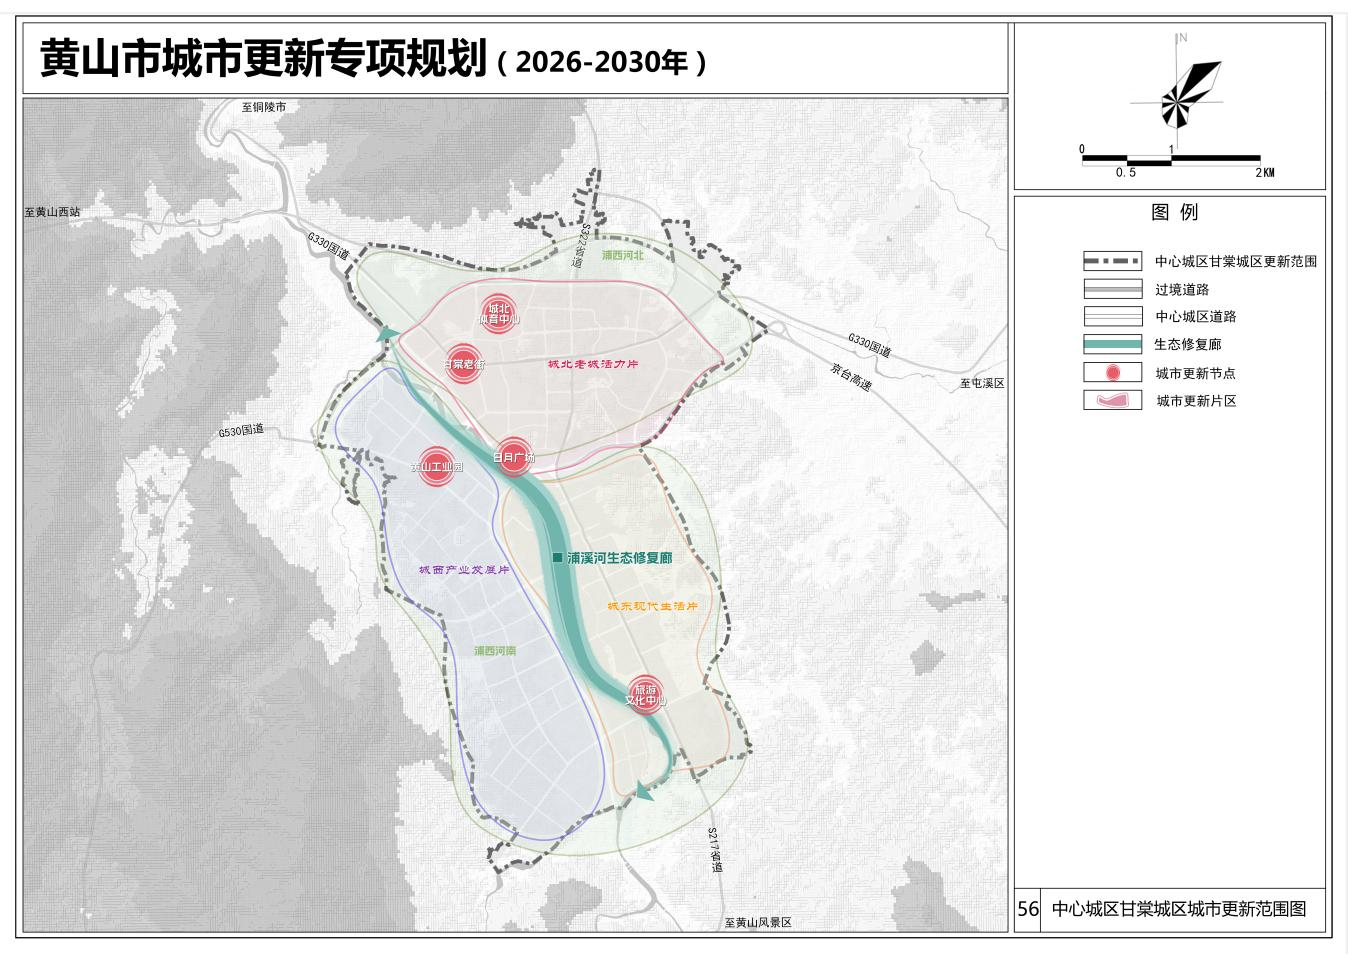 黄山市城市更新专项规划（2026-2030年）
N
0
1
0.5
2KM
图 例
中心城区甘棠城区更新范围
过境道路
中心城区道路
生态修复廊
城市更新节点
城市更新片区
至铜陵市
至黄山西站
G330国道
S322省道
浦西河北
城北
体育中心
甘棠老街
城北老城活力片
G330国道
京台高速
至屯溪区
G530国道
黄山工业园
日月广场
浦溪河生态修复廊
城西产业发展片
城东现代生活片
浦西河南
旅游
文化中心
S217省道
至黄山风景区
56
中心城区甘棠城区城市更新范围图